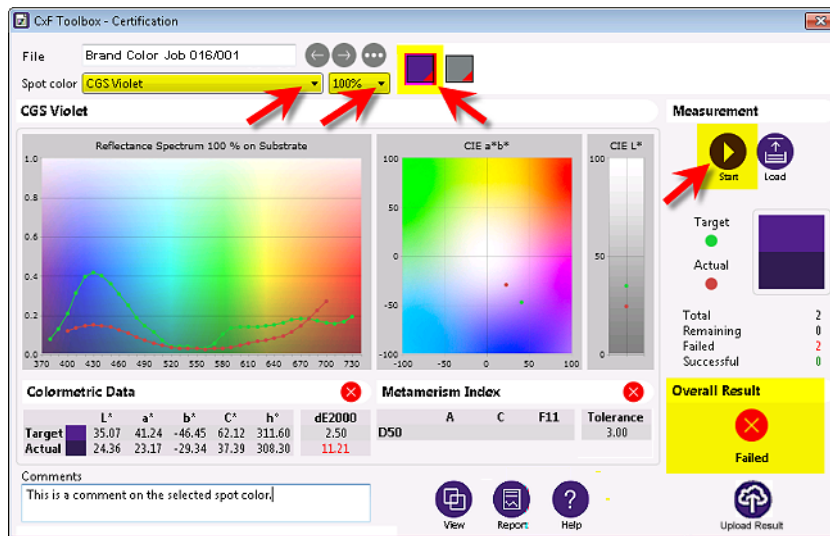 CxF Toolbox - Certification
File Brand Color Job 016/001
Spot color CGS Violet 100%
CGS Violet
Measurement
Reflectance Spectrum 100 % on Substrate
1.0
0.8
0.6
0.4
0.2
0.0
370 400 430 460 490 520 550 580 610 640 670 700 730
CIE a*b*
100
50
0
-50
-100
-100 -50 0 50 100
CIE L*
100
50
0
Start Load
Target
Actual
Total 2
Remaining 0
Failed 2
Successful 0
Colormetric Data
L* a* b* C* h° dE2000
Target 35.07 41.24 -46.45 62.12 311.60 2.50
Actual 24.36 23.17 -29.34 37.39 308.30 11.21
Metamerism Index
A C F11 Tolerance
D50 3.00
Overall Result
Failed
Comments
This is a comment on the selected spot color.
View Report Help
Upload Result